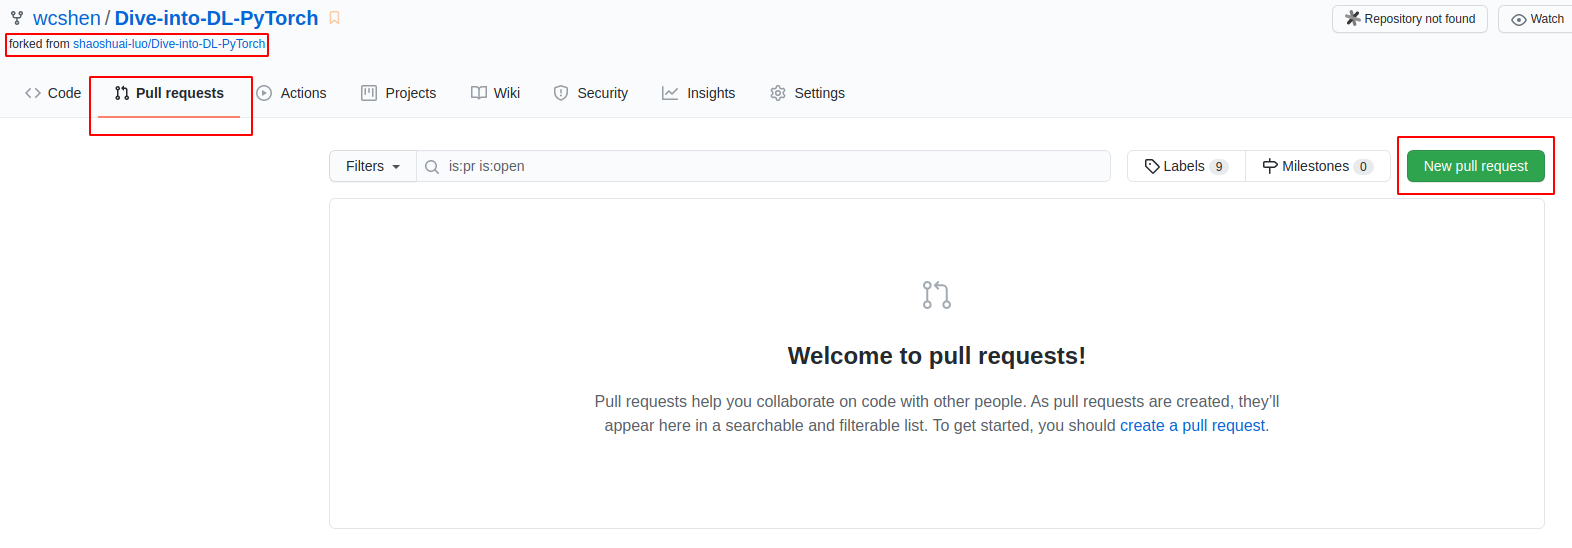 wcshen / Dive-into-DL-PyTorch
Repository not found
Watch
forked from shaoshuai-luo/Dive-into-DL-PyTorch
Code
Pull requests
Actions
Projects
Wiki
Security
Insights
Settings
Filters
is:pr is:open
Labels 9
Milestones 0
New pull request
Welcome to pull requests!
Pull requests help you collaborate on code with other people. As pull requests are created, they’ll
appear here in a searchable and filterable list. To get started, you should create a pull request.